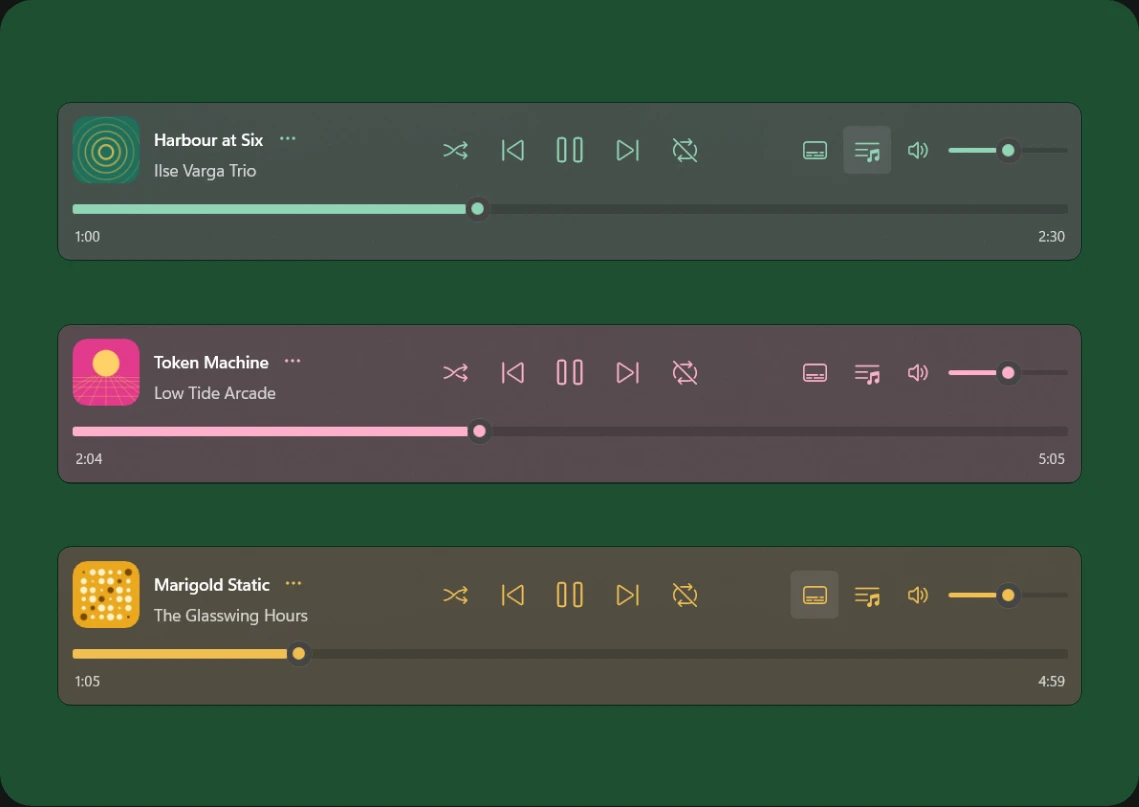 Harbour at Six
Ilse Varga Trio
1:00
2:30
Token Machine
Low Tide Arcade
2:04
5:05
Marigold Static
The Glasswing Hours
1:05
4:59